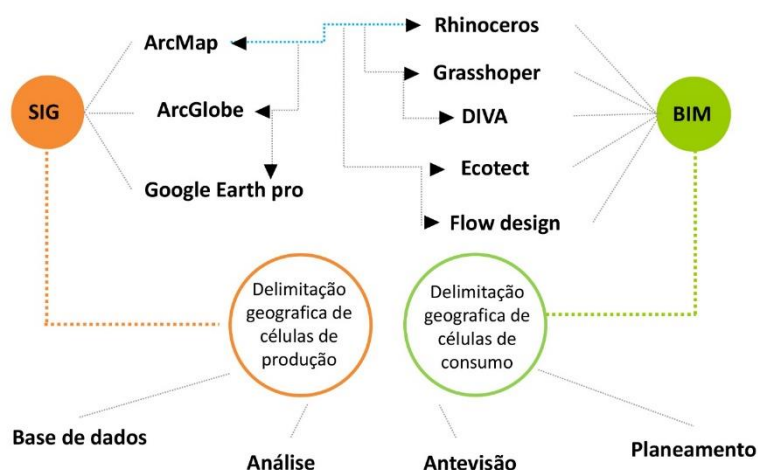 SIG
ArcMap
ArcGlobe
Google Earth pro
Rhinoceros
Grasshoper
DIVA
Ecotect
Flow design
BIM
Delimitação
geografica de
células de
produção
Delimitação
geografica de
células de
consumo
Base de dados
Análise
Antevisão
Planeamento